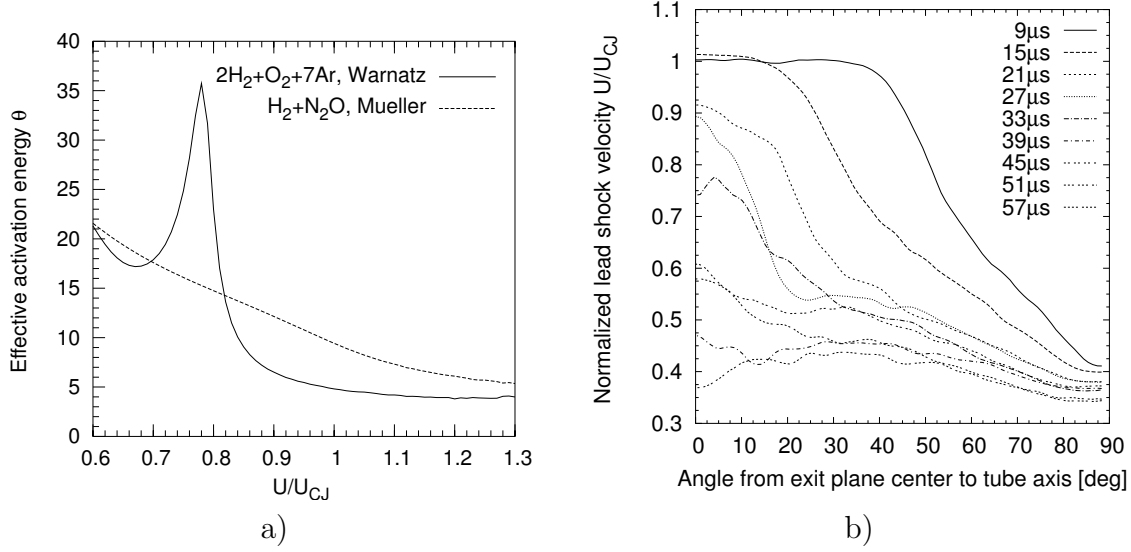 40
35
30
25
20
15
10
5
0
0.6 0.7 0.8 0.9 1 1.1 1.2 1.3
Effective activation energy θ
U/U_CJ
2H₂+O₂+7Ar, Warnatz
H₂+N₂O, Mueller
a)
1.1
1
0.9
0.8
0.7
0.6
0.5
0.4
0.3
0 10 20 30 40 50 60 70 80 90
Normalized lead shock velocity U/U_CJ
Angle from exit plane center to tube axis [deg]
9μs
15μs
21μs
27μs
33μs
39μs
45μs
51μs
57μs
b)